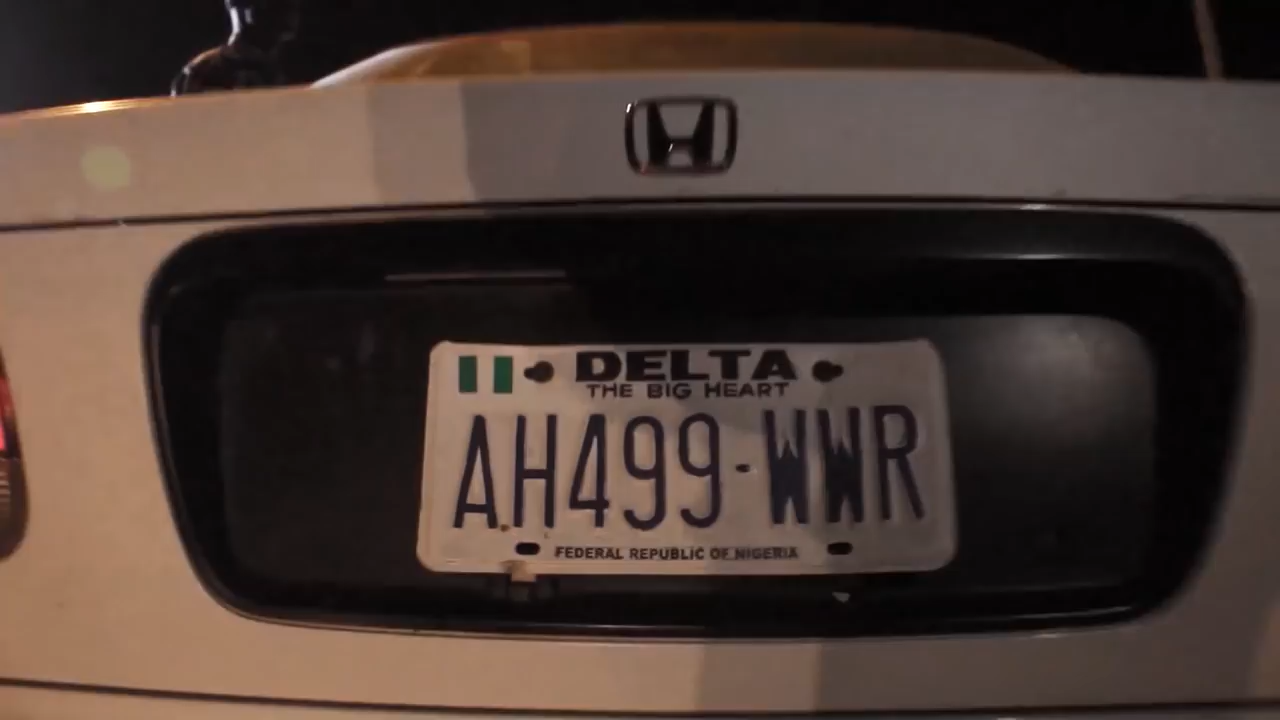 DELTA
THE BIG HEART
AH499-WWR
FEDERAL REPUBLIC OF NIGERIA